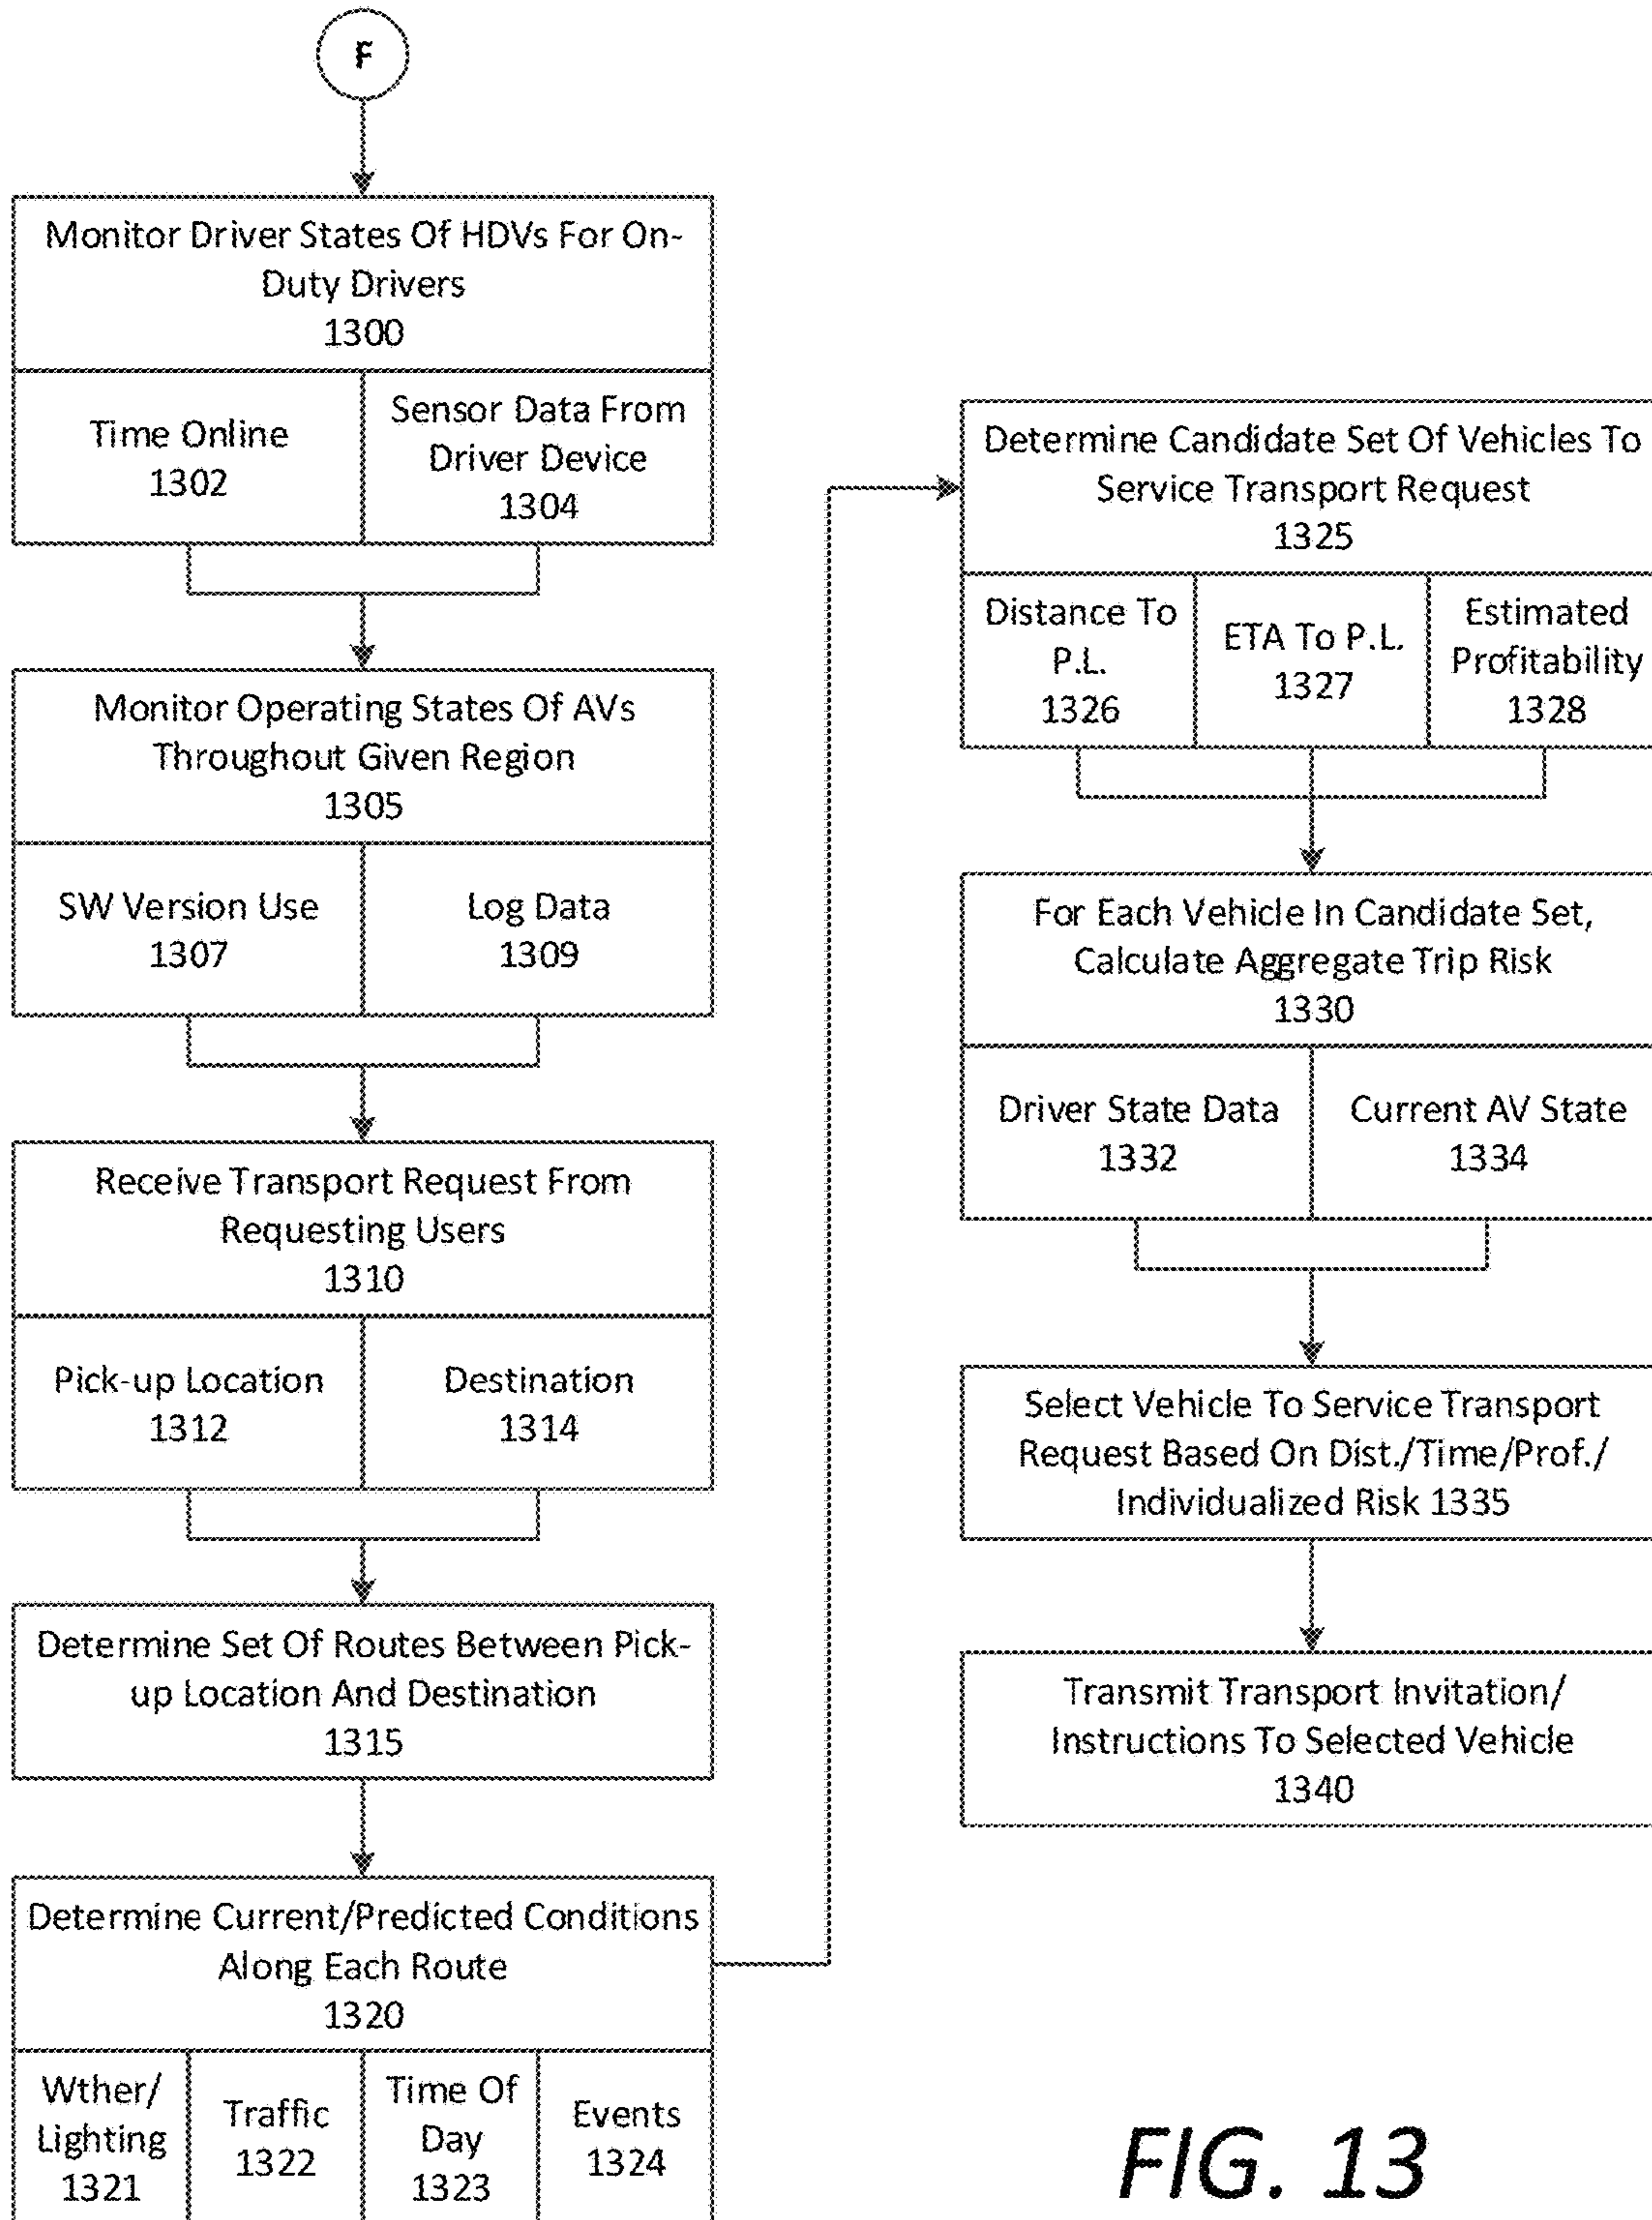 F
Monitor Driver States Of HDVs For On-
Duty Drivers
1300
Time Online
1302
Sensor Data From
Driver Device
1304
Monitor Operating States Of AVs
Throughout Given Region
1305
SW Version Use
1307
Log Data
1309
Receive Transport Request From
Requesting Users
1310
Pick-up Location
1312
Destination
1314
Determine Set Of Routes Between Pick-
up Location And Destination
1315
Determine Current/Predicted Conditions
Along Each Route
1320
Wther/
Lighting
1321
Traffic
1322
Time Of
Day
1323
Events
1324
Determine Candidate Set Of Vehicles To
Service Transport Request
1325
Distance To
P.L.
1326
ETA To P.L.
1327
Estimated
Profitability
1328
For Each Vehicle In Candidate Set,
Calculate Aggregate Trip Risk
1330
Driver State Data
1332
Current AV State
1334
Select Vehicle To Service Transport
Request Based On Dist./Time/Prof./
Individualized Risk 1335
Transmit Transport Invitation/
Instructions To Selected Vehicle
1340
FIG. 13